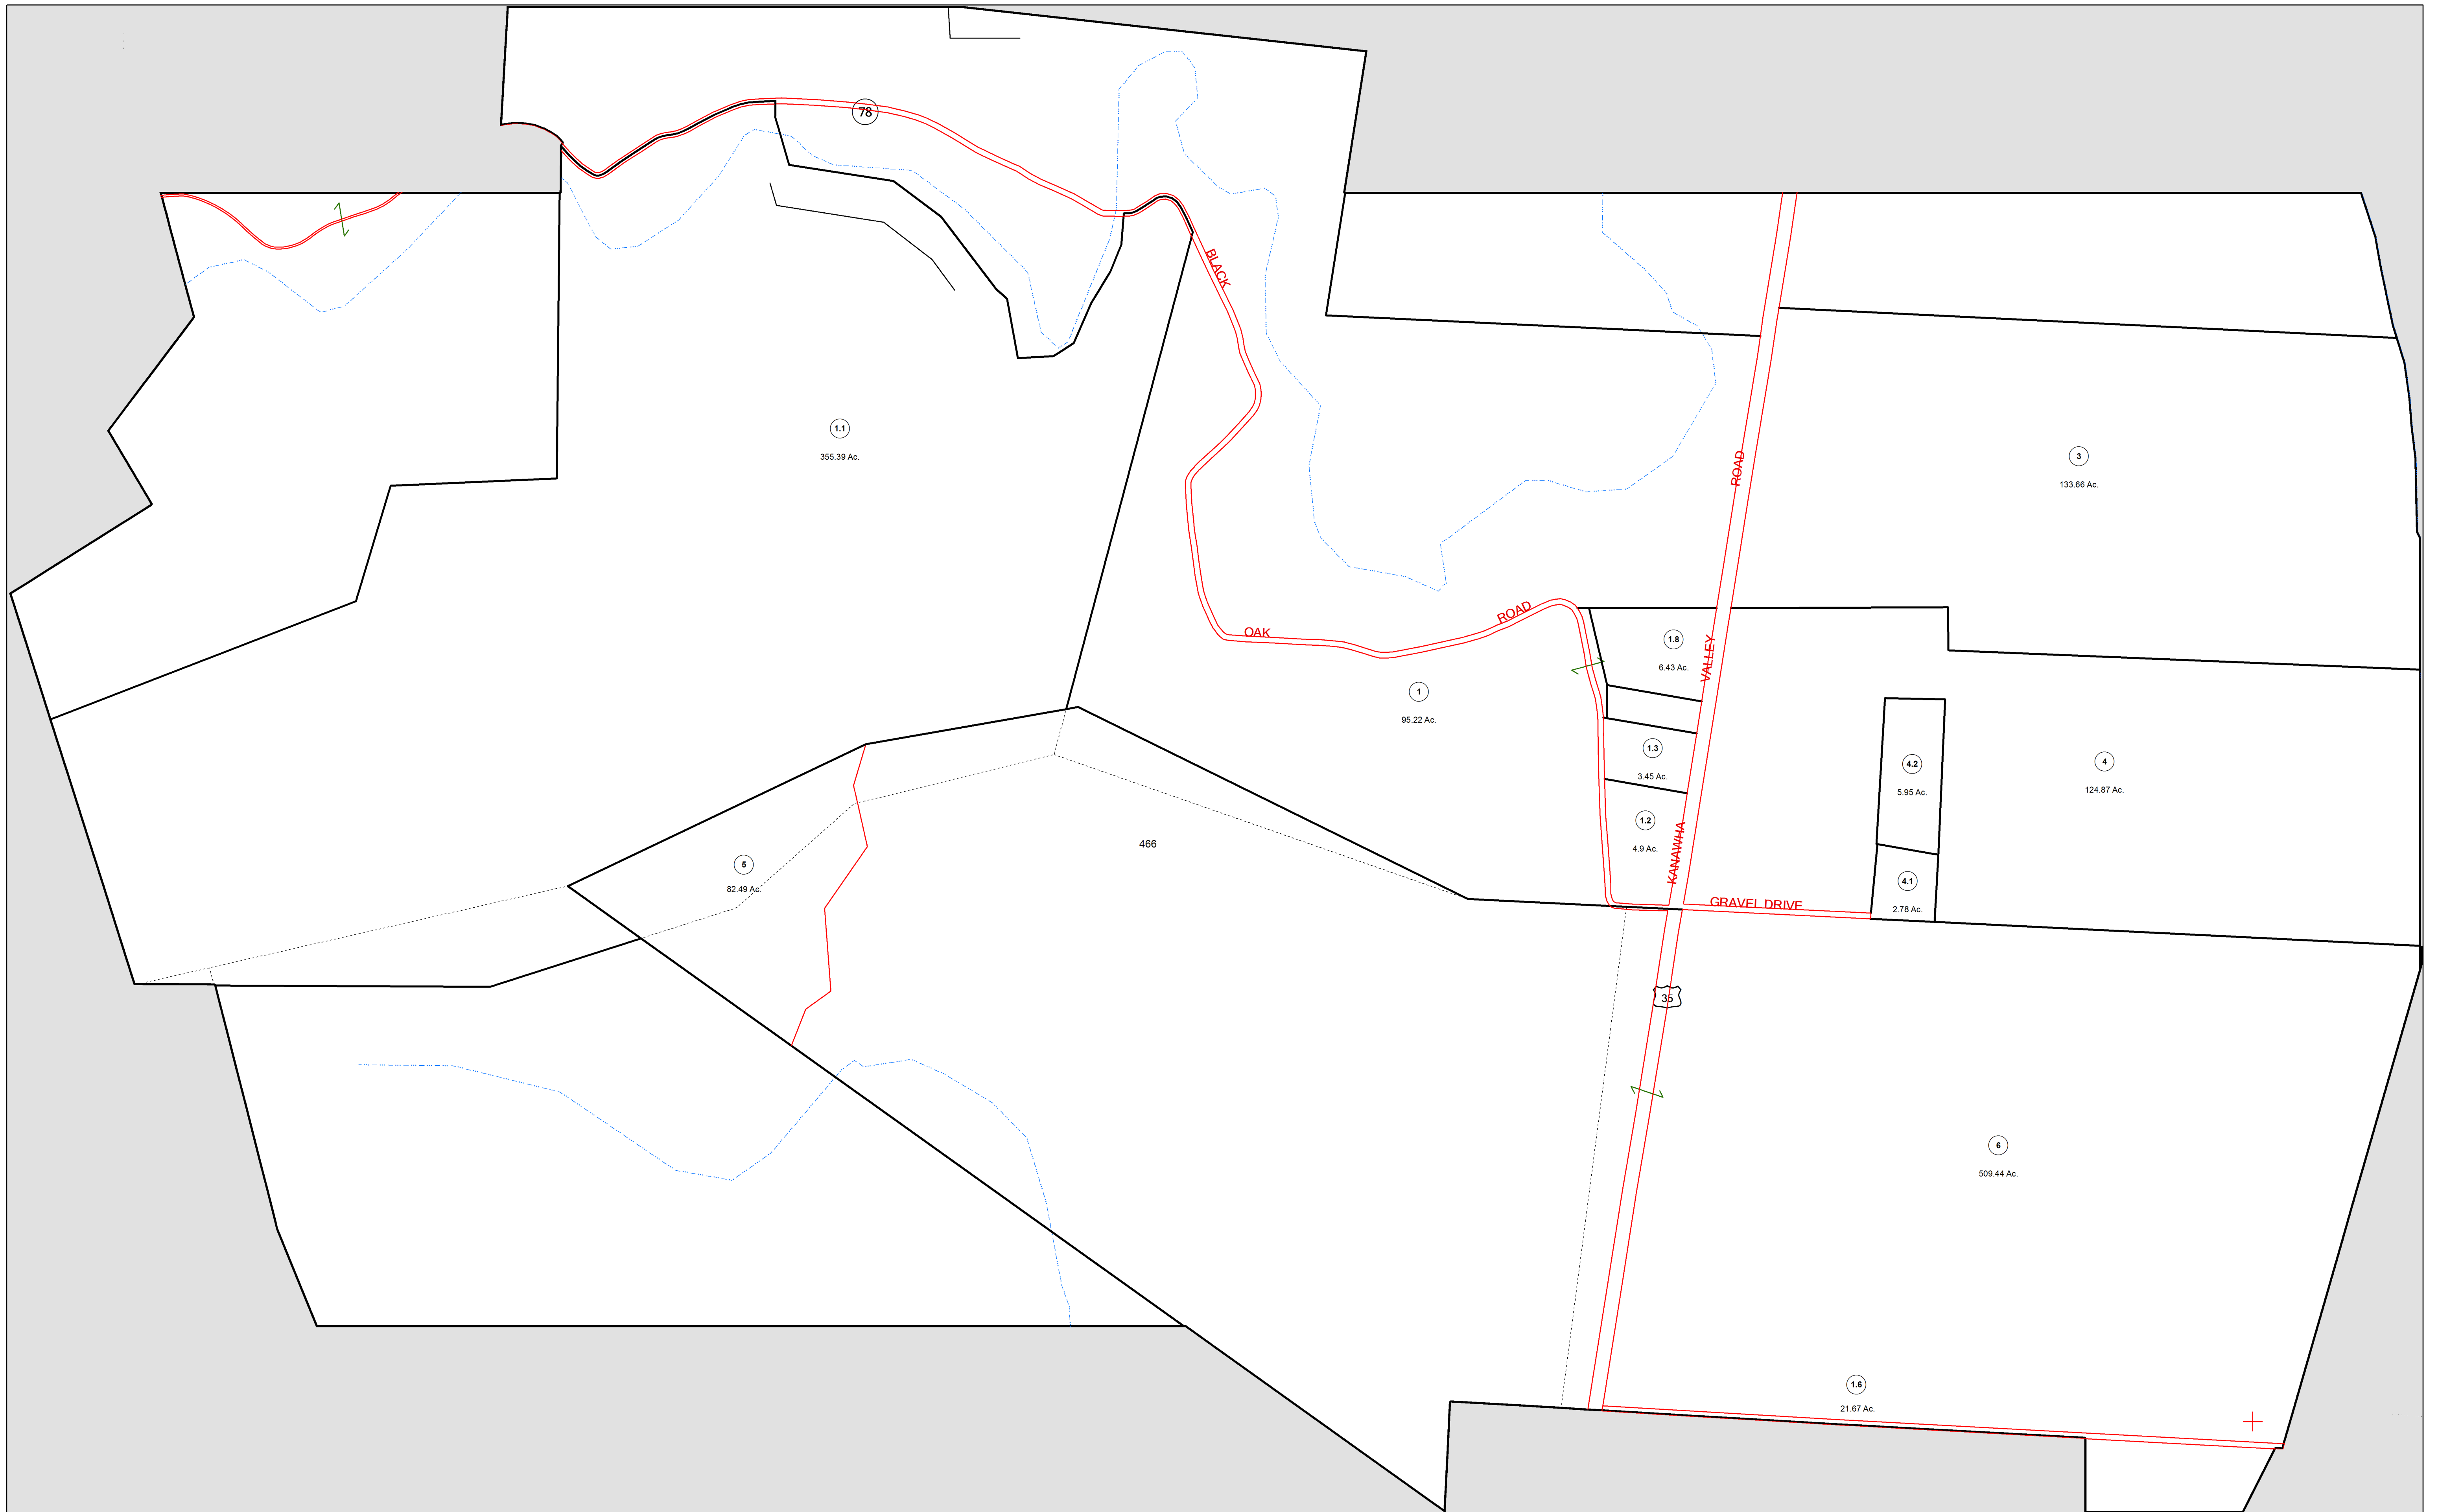 78
BLACK
1.1
355.39 Ac.
ROAD
3
133.66 Ac.
OAK
ROAD
1.8
6.43 Ac.
VALLEY
1
95.22 Ac.
1.3
3.45 Ac.
4.2
5.95 Ac.
4
124.87 Ac.
1.2
4.9 Ac.
KANAWHA
466
5
82.49 Ac.
4.1
2.78 Ac.
GRAVEL DRIVE
35
6
509.44 Ac.
1.6
21.67 Ac.